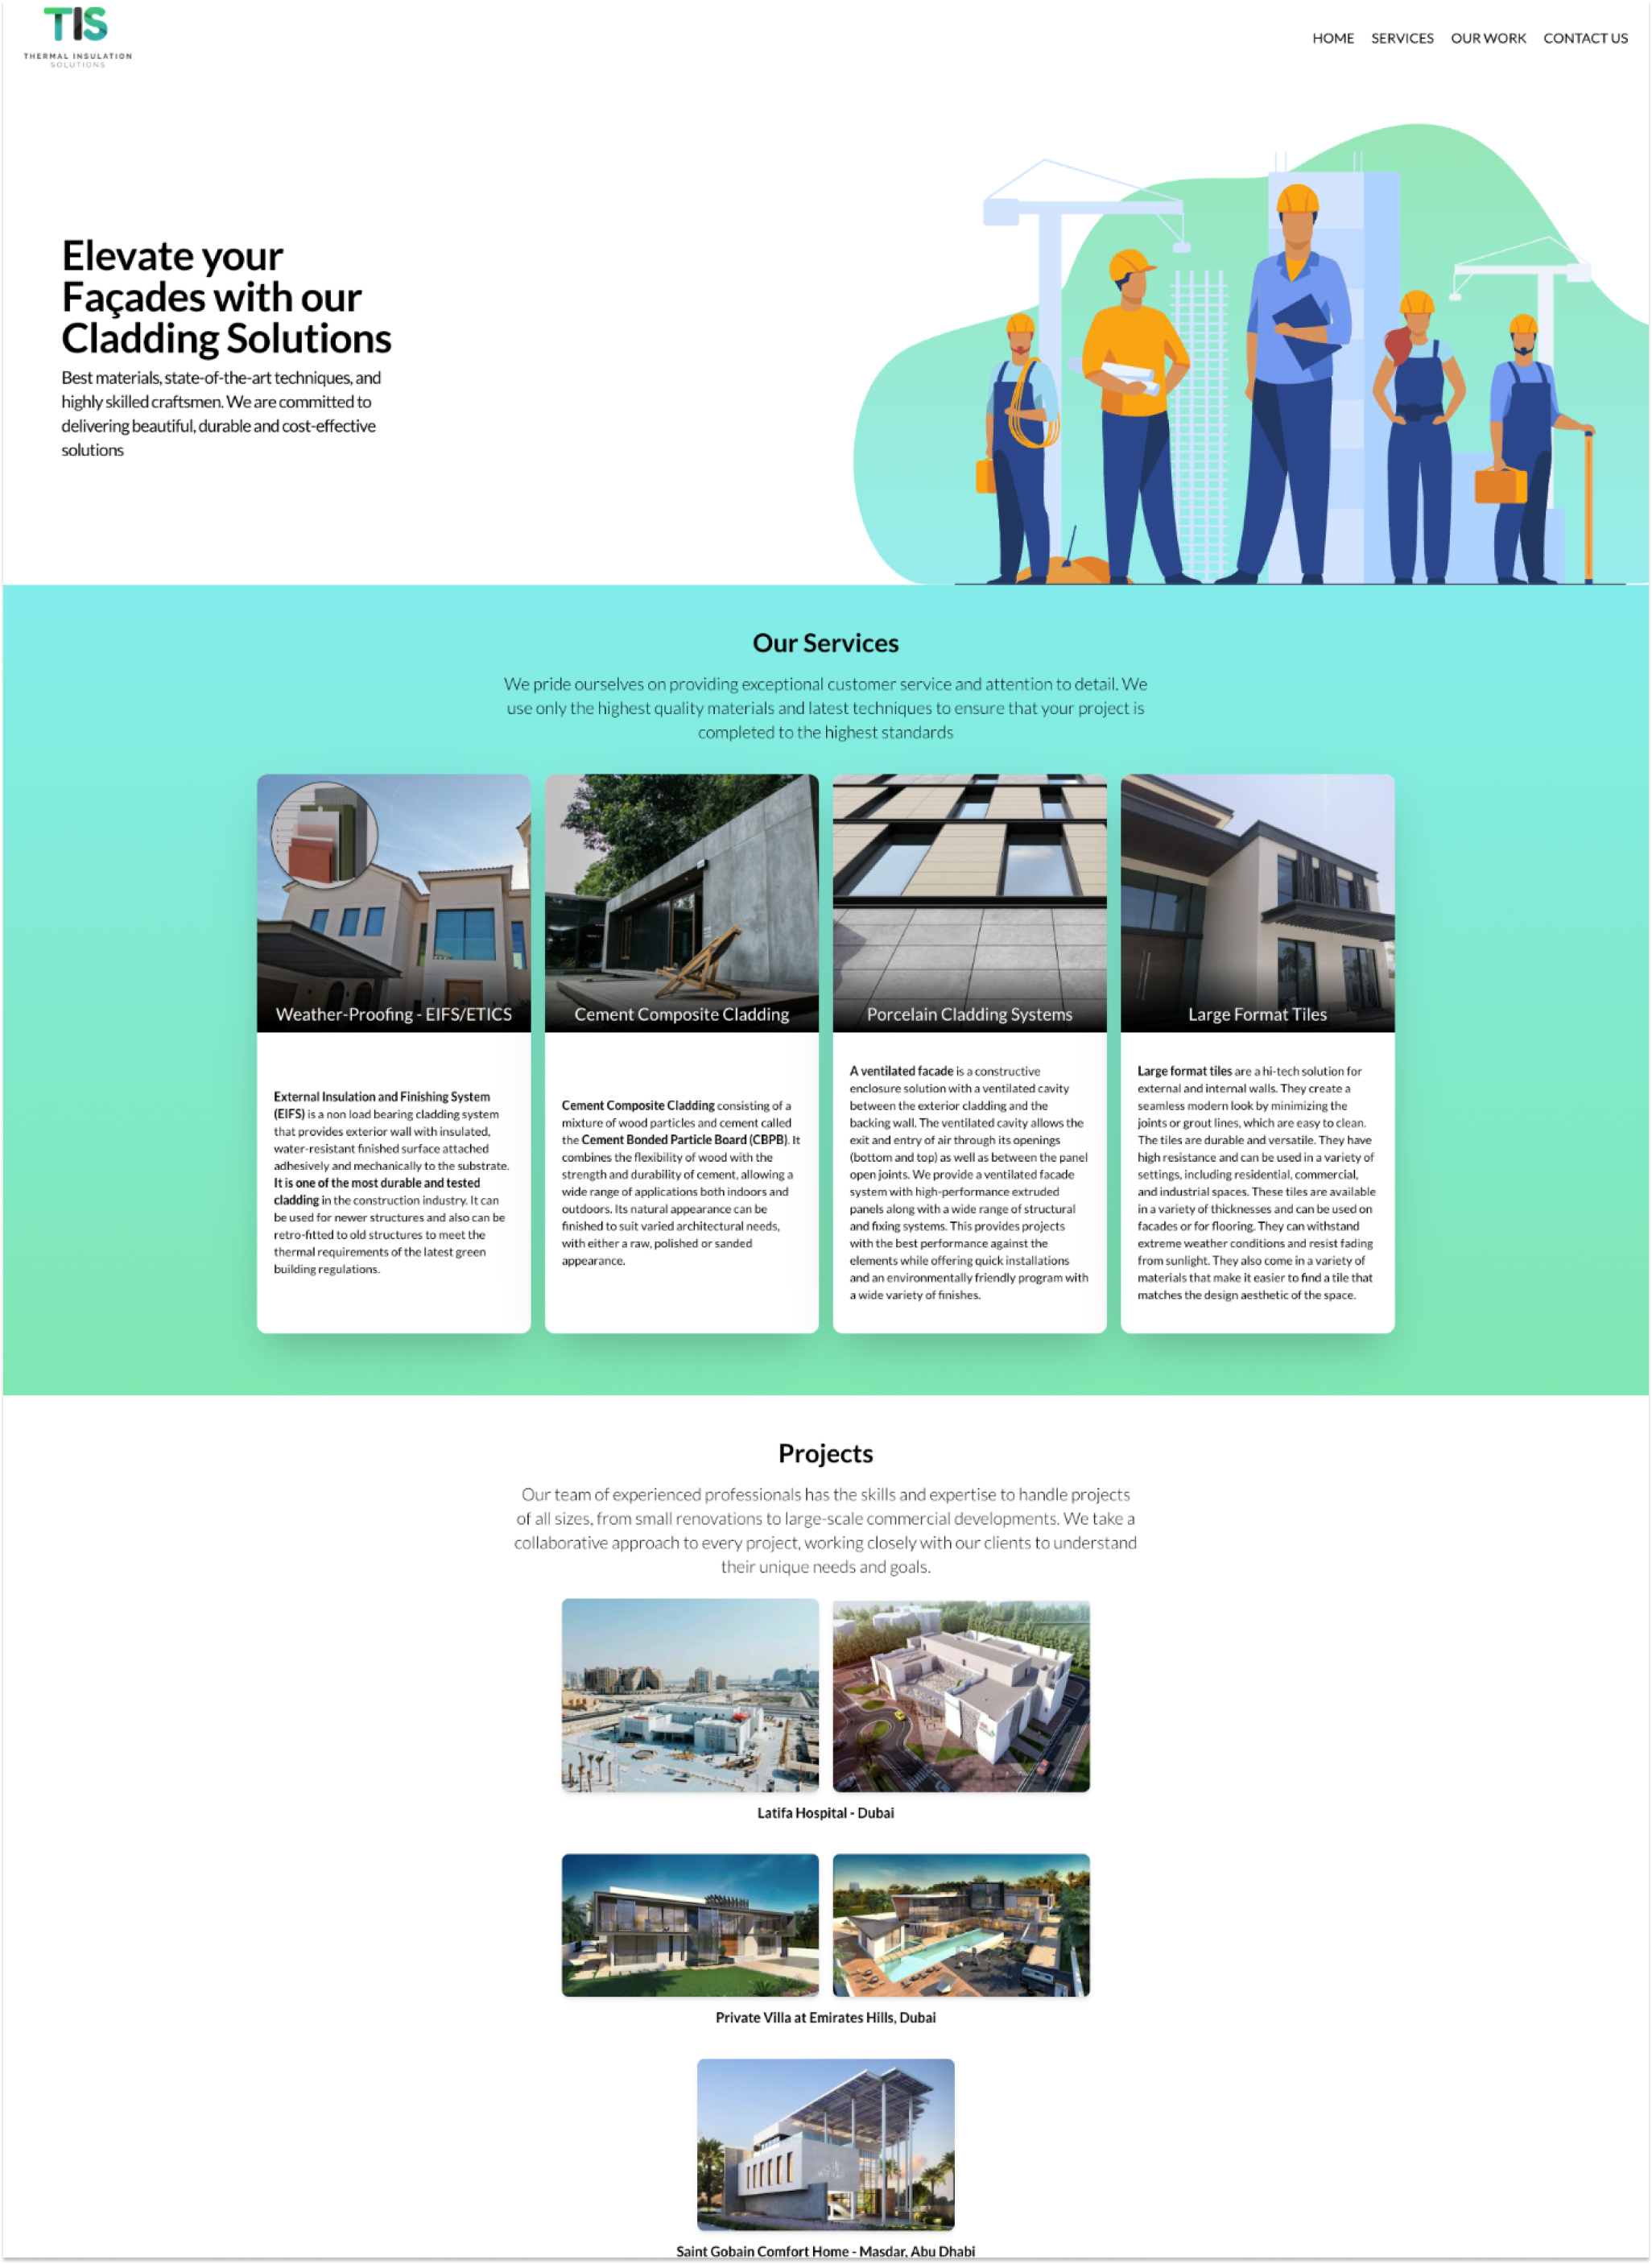 TIS
THERMAL INSULATION
SOLUTIONS
HOME SERVICES OUR WORK CONTACT US
Elevate your
Façades with our
Cladding Solutions
Best materials, state-of-the-art techniques, and
highly skilled craftsmen. We are committed to
delivering beautiful, durable and cost-effective
solutions
Our Services
We pride ourselves on providing exceptional customer service and attention to detail. We
use only the highest quality materials and latest techniques to ensure that your project is
completed to the highest standards
Weather-Proofing - EIFS/ETICS
External Insulation and Finishing System
(EIFS) is a non load bearing cladding system
that provides exterior wall with insulated,
water-resistant finished surface attached
adhesively and mechanically to the substrate.
It is one of the most durable and tested
cladding in the construction industry. It can
be used for newer structures and also can be
retro-fitted to old structures to meet the
thermal requirements of the latest green
building regulations.
Cement Composite Cladding
Cement Composite Cladding consisting of a
mixture of wood particles and cement called
the Cement Bonded Particle Board (CBPB). It
combines the flexibility of wood with the
strength and durability of cement, allowing a
wide range of applications both indoors and
outdoors. Its natural appearance can be
finished to suit varied architectural needs,
with either a raw, polished or sanded
appearance.
Porcelain Cladding Systems
A ventilated facade is a constructive
enclosure solution with a ventilated cavity
between the exterior cladding and the
backing wall. The ventilated cavity allows the
exit and entry of air through its openings
(bottom and top) as well as between the panel
open joints. We provide a ventilated facade
system with high-performance extruded
panels along with a wide range of structural
and fixing systems. This provides projects
with the best performance against the
elements while offering quick installations
and an environmentally friendly program with
a wide variety of finishes.
Large Format Tiles
Large format tiles are a hi-tech solution for
external and internal walls. They create a
seamless modern look by minimizing the
joints or grout lines, which are easy to clean.
The tiles are durable and versatile. They have
high resistance and can be used in a variety of
settings, including residential, commercial,
and industrial spaces. These tiles are available
in a variety of thicknesses and can be used on
facades or for flooring. They can withstand
extreme weather conditions and resist fading
from sunlight. They also come in a variety of
materials that make it easier to find a tile that
matches the design aesthetic of the space.
Projects
Our team of experienced professionals has the skills and expertise to handle projects
of all sizes, from small renovations to large-scale commercial developments. We take a
collaborative approach to every project, working closely with our clients to understand
their unique needs and goals.
Latifa Hospital - Dubai
Private Villa at Emirates Hills, Dubai
Saint Gobain Comfort Home - Masdar, Abu Dhabi